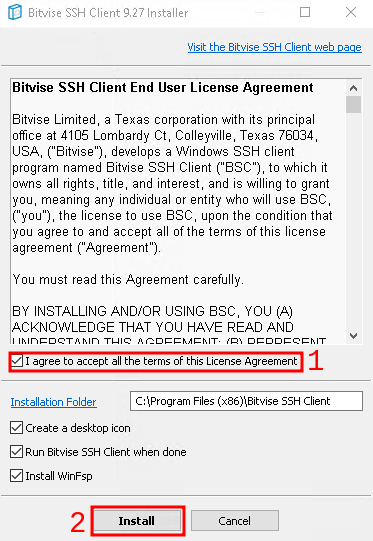 Bitvise SSH Client 9.27 Installer
Visit the Bitvise SSH Client web page
Bitvise SSH Client End User License Agreement
Bitvise Limited, a Texas corporation with its principal
office at 4105 Lombardy Ct, Colleyville, Texas 76034,
USA, ("Bitvise"), develops a Windows SSH client
program named Bitvise SSH Client ("BSC"), to which it
owns all rights, title, and interest, and is willing to grant
you, meaning any individual or entity who will use BSC,
("you"), the license to use BSC, upon the condition that
you agree to and accept all of the terms of this license
agreement ("Agreement").
You must read this Agreement carefully.
BY INSTALLING AND/OR USING BSC, YOU (A)
ACKNOWLEDGE THAT YOU HAVE READ AND
UNDERSTAND THIS AGREEMENT; (B) REPRESENT
I agree to accept all the terms of this License Agreement 1
Installation Folder C:\Program Files (x86)\Bitvise SSH Client
Create a desktop icon
Run Bitvise SSH Client when done
Install WinFsp
2 Install Cancel